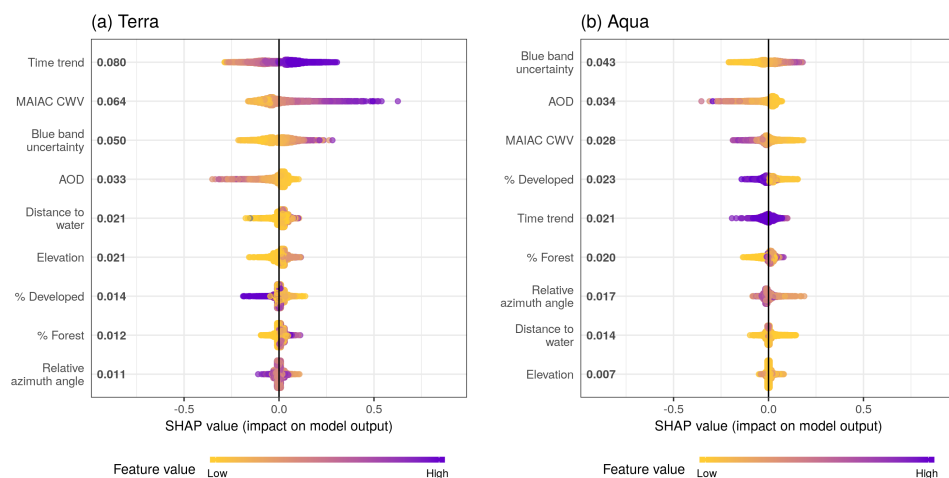 (a) Terra
Time trend 0.080
MAIAC CWV 0.064
Blue band
uncertainty 0.050
AOD 0.033
Distance to
water 0.021
Elevation 0.021
% Developed 0.014
% Forest 0.012
Relative
azimuth angle 0.011
-0.5 0.0 0.5
SHAP value (impact on model output)
Feature value
Low High
(b) Aqua
Blue band
uncertainty 0.043
AOD 0.034
MAIAC CWV 0.028
% Developed 0.023
Time trend 0.021
% Forest 0.020
Relative
azimuth angle 0.017
Distance to
water 0.014
Elevation 0.007
-0.5 0.0 0.5
SHAP value (impact on model output)
Feature value
Low High